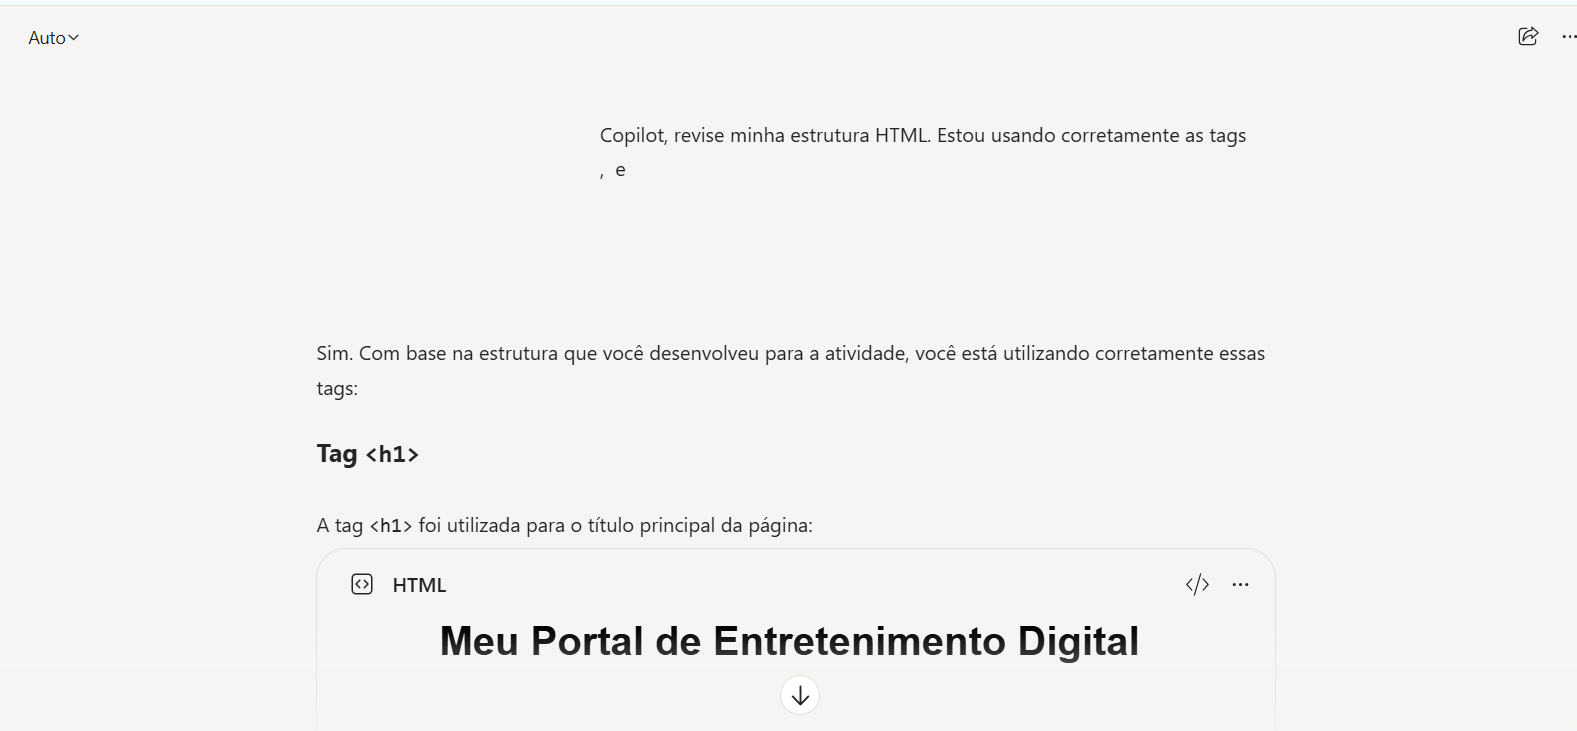 Auto
Copilot, revise minha estrutura HTML. Estou usando corretamente as tags
, e
Sim. Com base na estrutura que você desenvolveu para a atividade, você está utilizando corretamente essas
tags:
Tag <h1>
A tag <h1> foi utilizada para o título principal da página:
HTML
Meu Portal de Entretenimento Digital